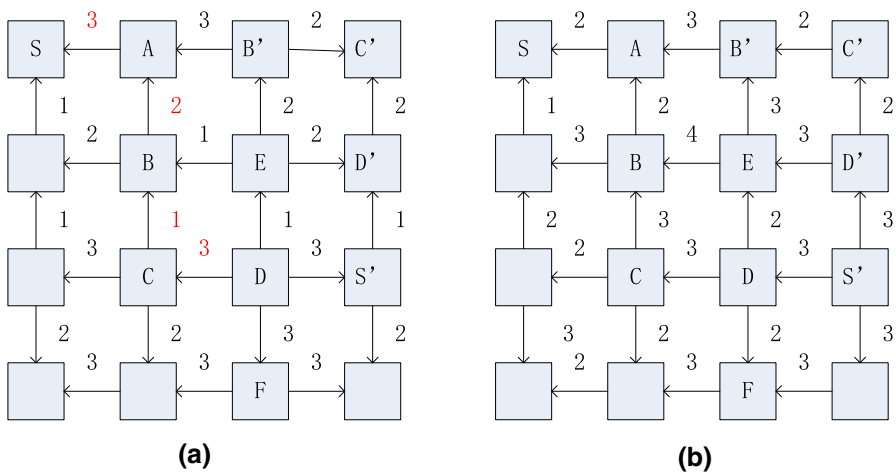 3 3 2 2 3 2
S A B' C' S A B' C'
1 2 2 2 1 2 3 2
2 1 2 3 4 3
B E D' B E D'
1 1 1 1 2 3 2 3
3 3 3 2 3 3
C D S' C D S'
2 2 3 2 3 2 2 3
3 3 3 2 3 3
F F
(a) (b)